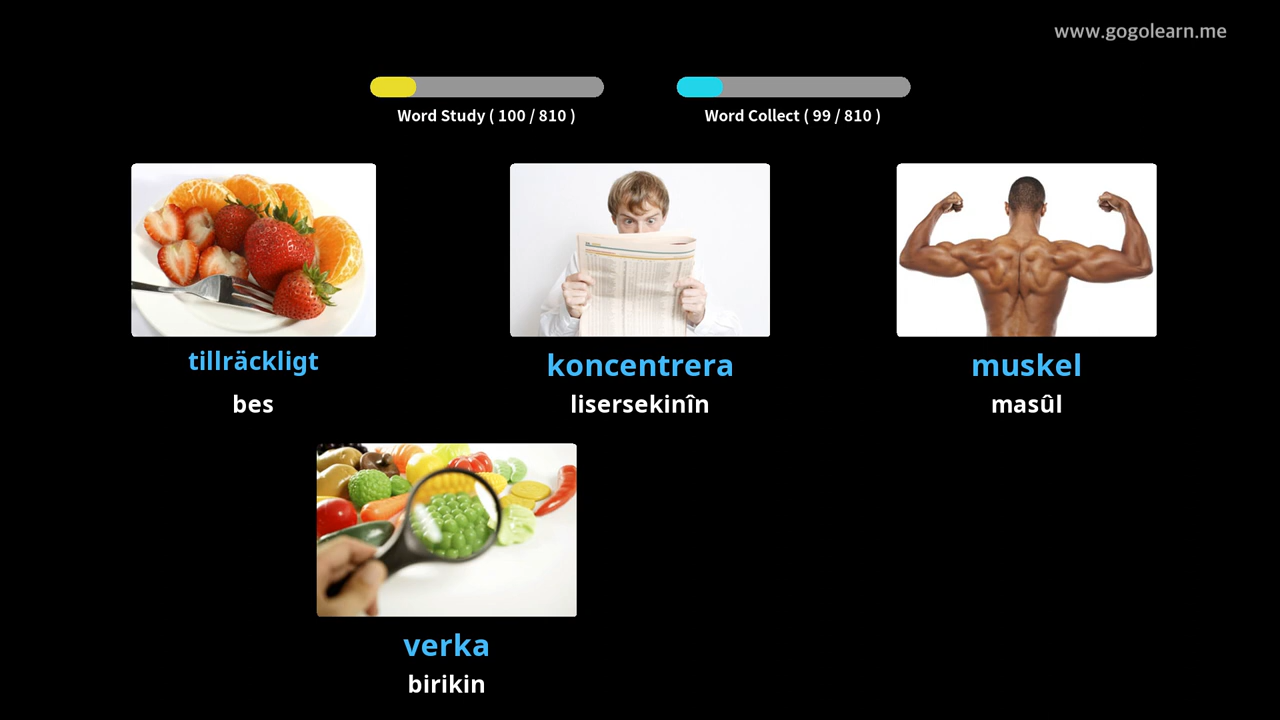 www.gogolearn.me
Word Study ( 100 / 810 )
Word Collect ( 99 / 810 )
tillräckligt
bes
koncentrera
lisersekinîn
muskel
masûl
verka
birikin